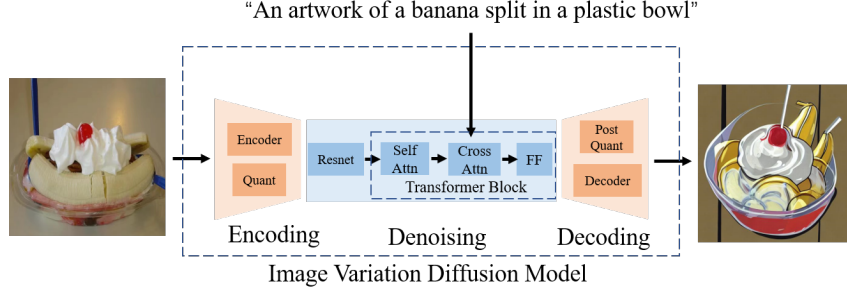 “An artwork of a banana split in a plastic bowl”
Encoder
Quant
Resnet
Self
Attn
Cross
Attn
FF
Transformer Block
Post
Quant
Decoder
Encoding
Denoising
Decoding
Image Variation Diffusion Model